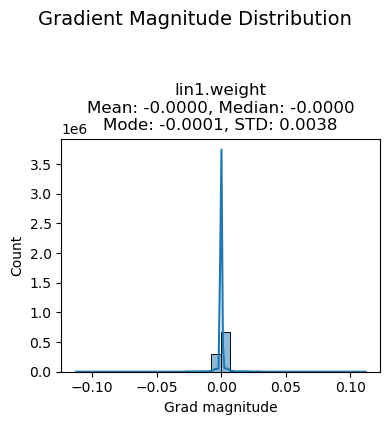 Gradient Magnitude Distribution
lin1.weight
Mean: -0.0000, Median: -0.0000
Mode: -0.0001, STD: 0.0038
1e6
3.5
3.0
2.5
2.0
1.5
1.0
0.5
0.0
Count
−0.10 −0.05 0.00 0.05 0.10
Grad magnitude